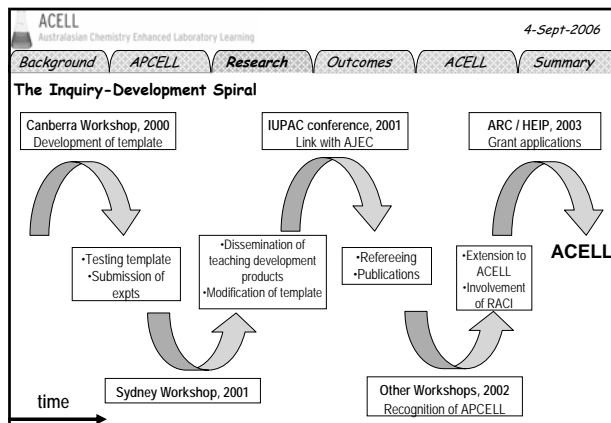 ACELL
Australasian Chemistry Enhanced Laboratory Learning
4-Sept-2006
Background
APCELL
Research
Outcomes
ACELL
Summary
The Inquiry-Development Spiral
Canberra Workshop, 2000
Development of template
IUPAC conference, 2001
Link with AJEC
ARC / HEIP, 2003
Grant applications
•Testing template
•Submission of
expts
•Dissemination of
teaching development
products
•Modification of template
•Refereeing
•Publications
•Extension to
ACELL
•Involvement
of RACI
ACELL
Sydney Workshop, 2001
Other Workshops, 2002
Recognition of APCELL
time